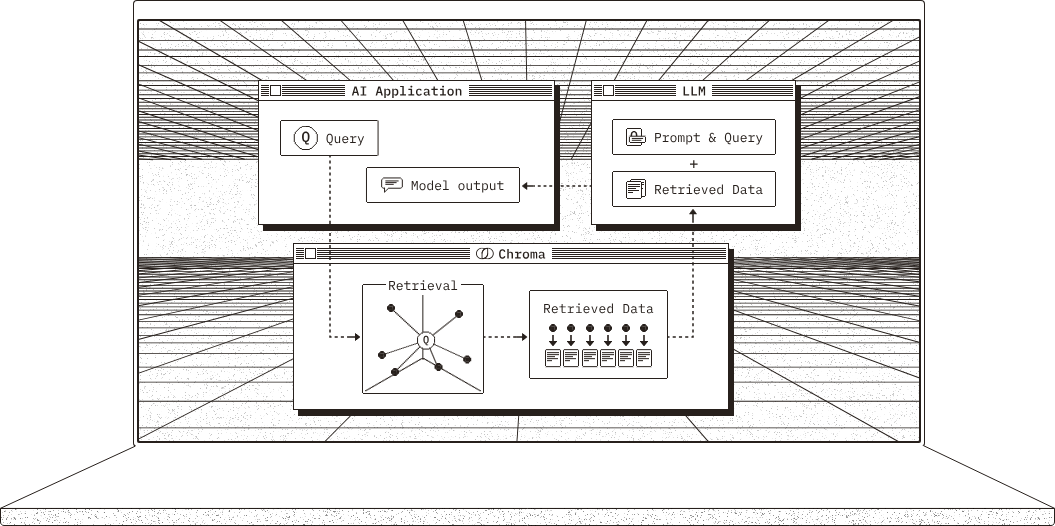 AI Application
Q Query
Model output
LLM
Prompt & Query
+
Retrieved Data
Chroma
Retrieval
Q
Retrieved Data